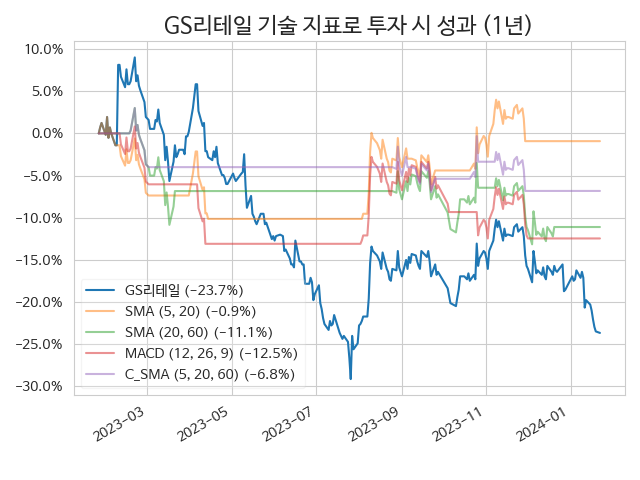 GS리테일 기술 지표로 투자 시 성과 (1년)
10.0%
5.0%
0.0%
−5.0%
−10.0%
−15.0%
−20.0%
−25.0%
−30.0%
GS리테일 (−23.7%)
SMA (5, 20) (−0.9%)
SMA (20, 60) (−11.1%)
MACD (12, 26, 9) (−12.5%)
C_SMA (5, 20, 60) (−6.8%)
2023-03
2023-05
2023-07
2023-09
2023-11
2024-01